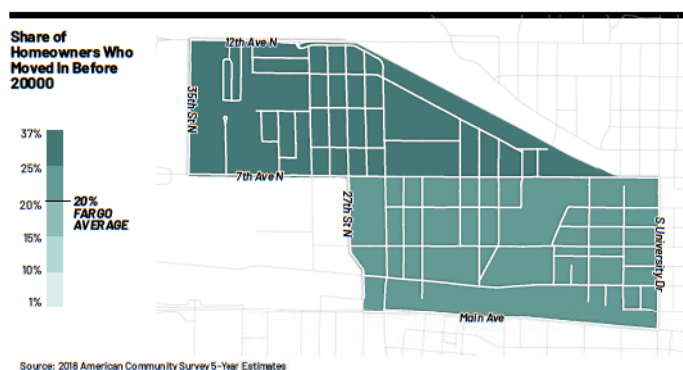 Share of
Homeowners Who
Moved In Before
20000
37%
25%
20%
15%
10%
1%
20%
FARGO
AVERAGE
12th Ave N
35th St N
7th Ave N
27th St N
S University Dr
Main Ave
Source: 2018 American Community Survey 5-Year Estimates